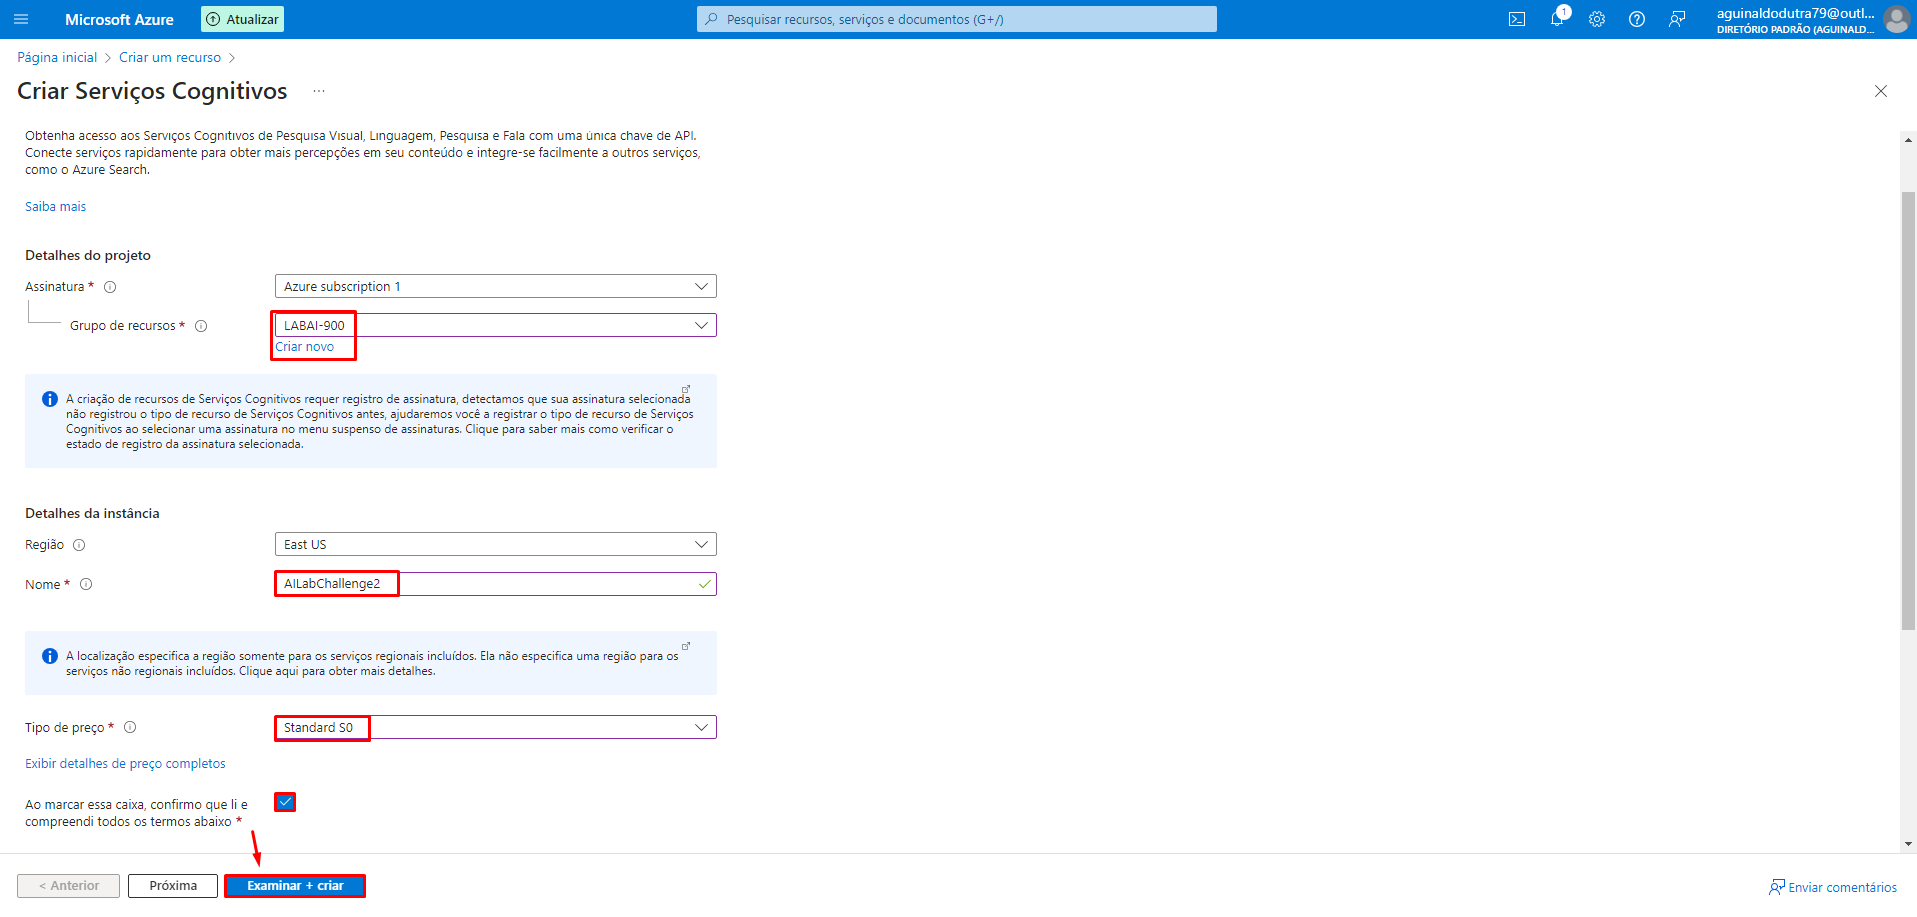 Microsoft Azure
Atualizar
Pesquisar recursos, serviços e documentos (G+/)
1
aguinaldodutra79@outl...
DIRETÓRIO PADRÃO (AGUINALD...
Página inicial > Criar um recurso >
Criar Serviços Cognitivos ...
Obtenha acesso aos Serviços Cognitivos de Pesquisa Visual, Linguagem, Pesquisa e Fala com uma única chave de API.
Conecte serviços rapidamente para obter mais percepções em seu conteúdo e integre-se facilmente a outros serviços,
como o Azure Search.
Saiba mais
Detalhes do projeto
Assinatura *
Azure subscription 1
Grupo de recursos *
LABAI-900
Criar novo
A criação de recursos de Serviços Cognitivos requer registro de assinatura, detectamos que sua assinatura selecionada
não registrou o tipo de recurso de Serviços Cognitivos antes, ajudaremos você a registrar o tipo de recurso de Serviços
Cognitivos ao selecionar uma assinatura no menu suspenso de assinaturas. Clique para saber mais como verificar o
estado de registro da assinatura selecionada.
Detalhes da instância
Região
East US
Nome *
AILabChallenge2
A localização especifica a região somente para os serviços regionais incluídos. Ela não especifica uma região para os
serviços não regionais incluídos. Clique aqui para obter mais detalhes.
Tipo de preço *
Standard S0
Exibir detalhes de preço completos
Ao marcar essa caixa, confirmo que li e
compreendi todos os termos abaixo *
< Anterior
Próxima
Examinar + criar
Enviar comentários